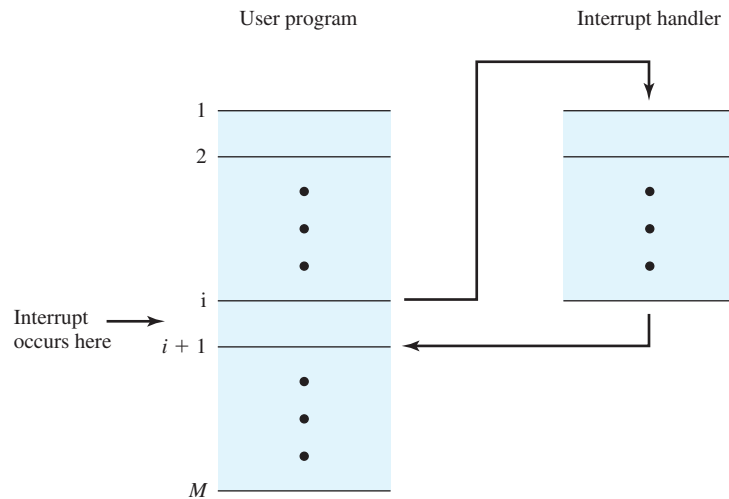 User program
Interrupt handler
1
2
i
Interrupt
occurs here
i + 1
M